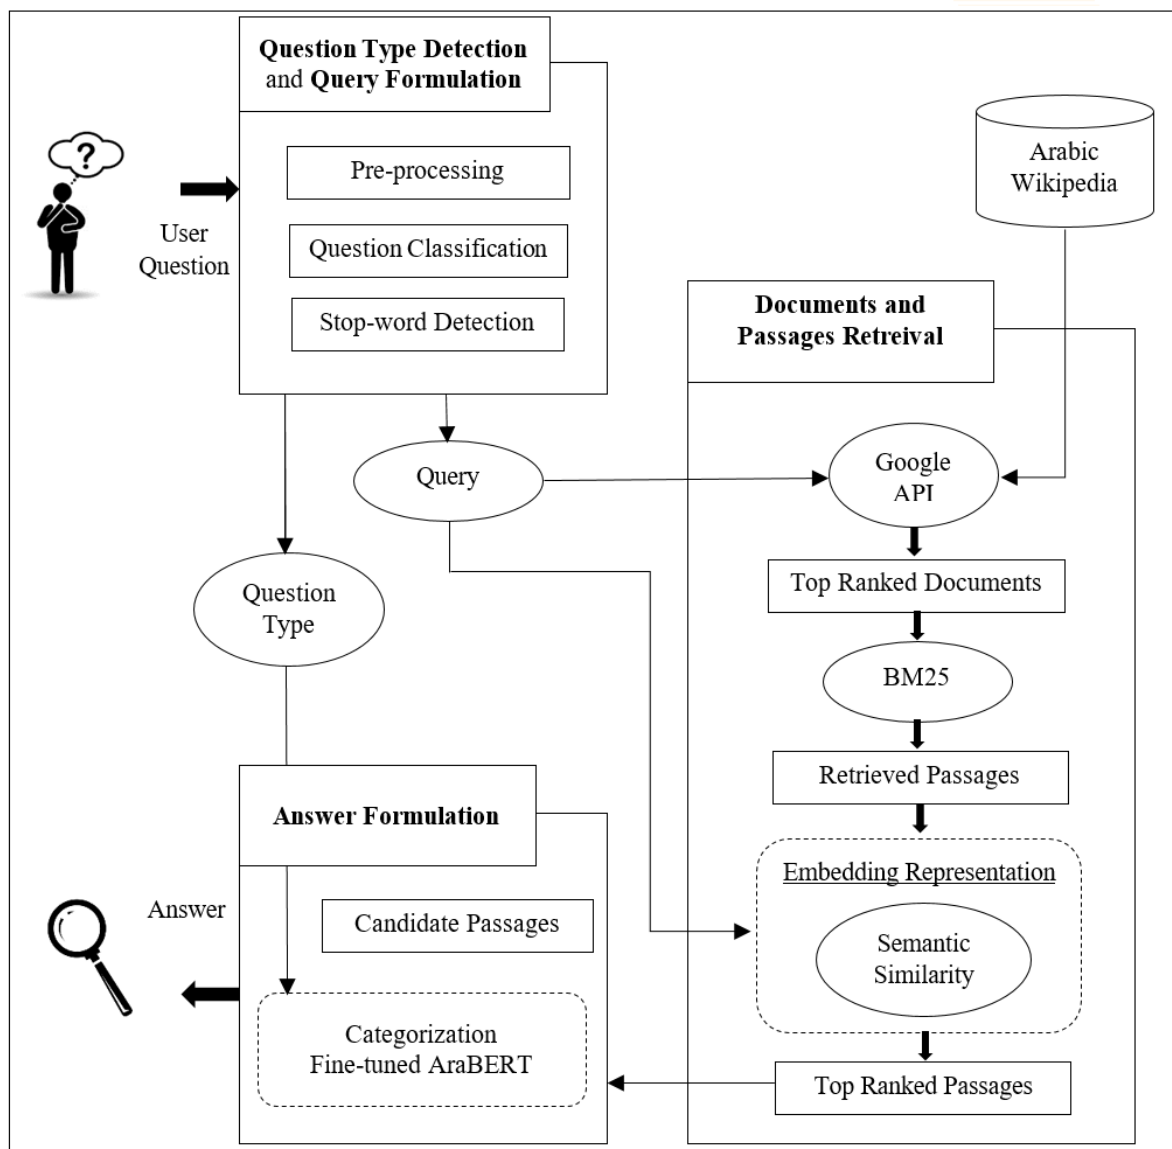 Question Type Detection
and Query Formulation
Pre-processing
Question Classification
Stop-word Detection
?
User
Question
Arabic
Wikipedia
Documents and
Passages Retreival
Query
Google
API
Question
Type
Top Ranked Documents
BM25
Retrieved Passages
Embedding Representation
Semantic
Similarity
Top Ranked Passages
Answer Formulation
Candidate Passages
Categorization
Fine-tuned AraBERT
Answer